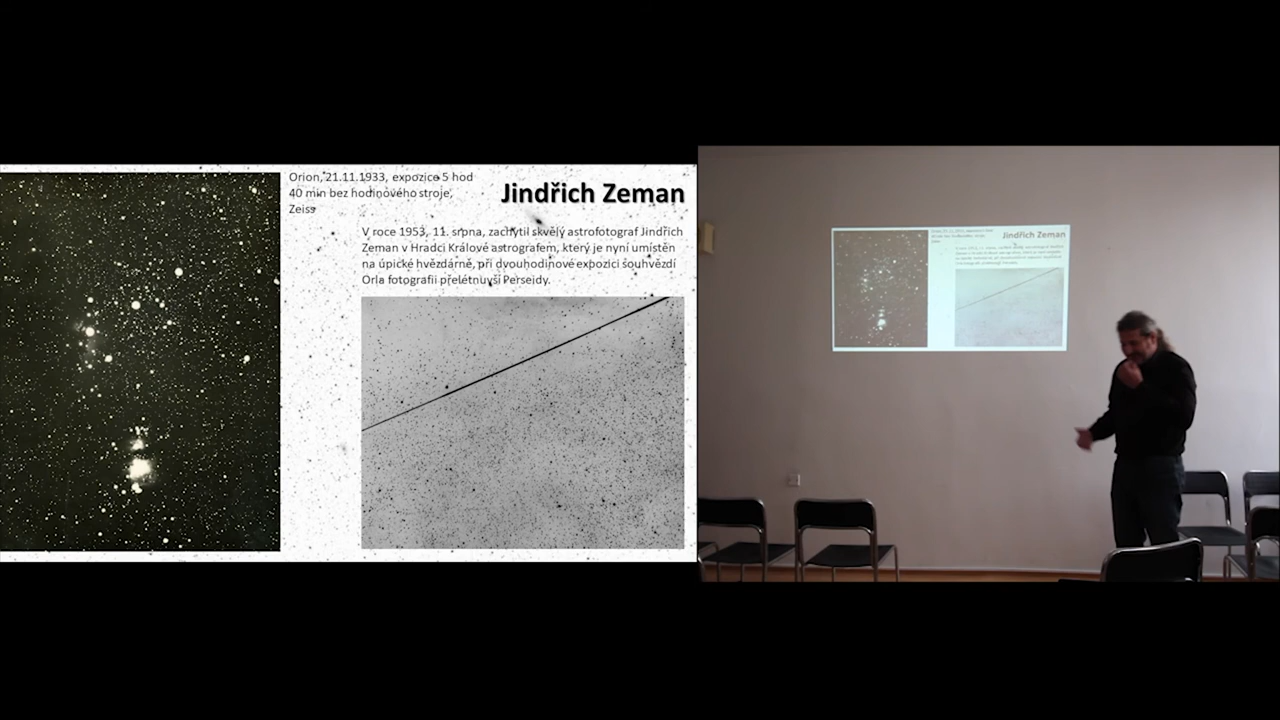 Orion, 21.11.1933, expozice 5 hod
40 min bez hodinového stroje,
Zeiss
Jindřich Zeman
V roce 1953, 11. srpna, zachytil skvělý astrofotograf Jindřich
Zeman v Hradci Králové astrografem, který je nyní umístěn
na úpické hvězdárně, při dvouhodinové expozici souhvězdí
Orla fotografii přelétnuvší Perseidy.
Jindřich Zeman